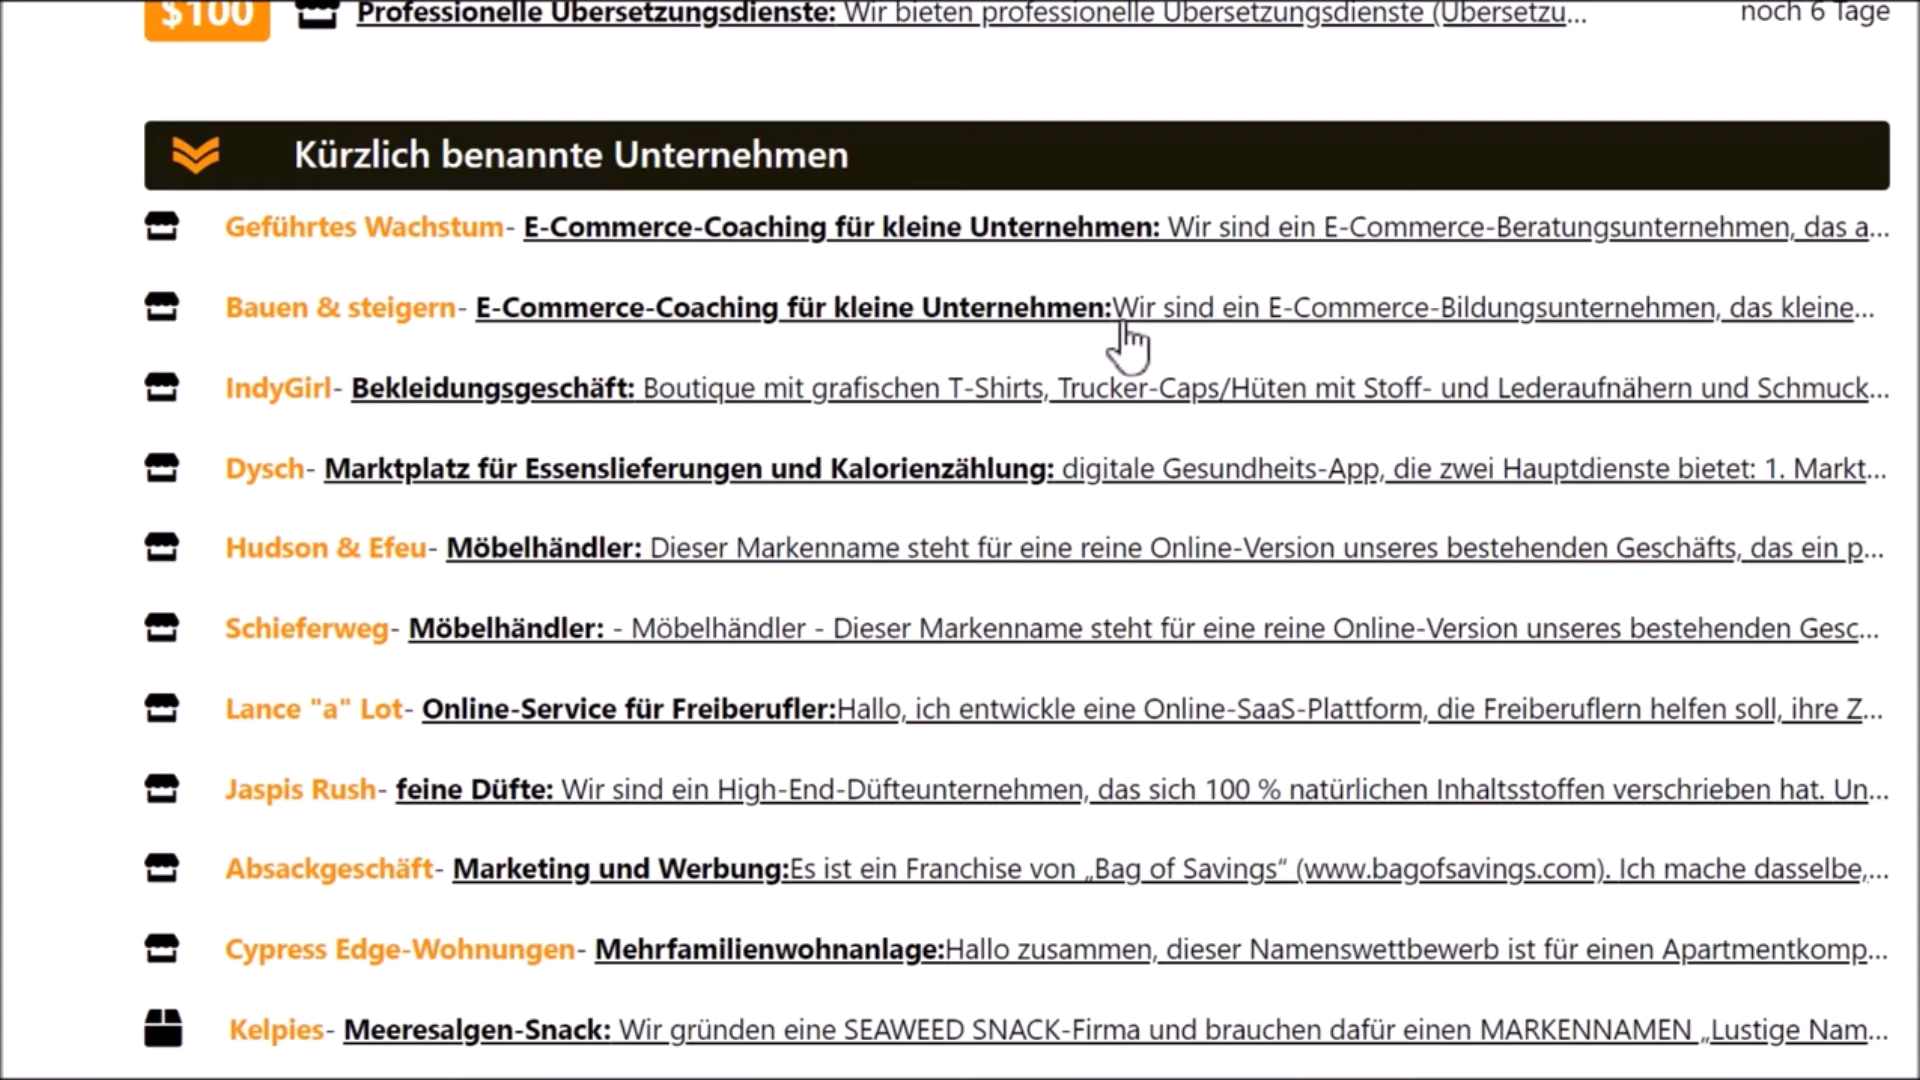 $100 Professionelle Übersetzungsdienste: Wir bieten professionelle Übersetzungsdienste (Übersetzu... noch 6 Tage
Kürzlich benannte Unternehmen
Geführtes Wachstum- E-Commerce-Coaching für kleine Unternehmen: Wir sind ein E-Commerce-Beratungsunternehmen, das a...
Bauen & steigern- E-Commerce-Coaching für kleine Unternehmen:Wir sind ein E-Commerce-Bildungsunternehmen, das kleine...
IndyGirl- Bekleidungsgeschäft: Boutique mit grafischen T-Shirts, Trucker-Caps/Hüten mit Stoff- und Lederaufnähern und Schmuck...
Dysch- Marktplatz für Essenslieferungen und Kalorienzählung: digitale Gesundheits-App, die zwei Hauptdienste bietet: 1. Markt...
Hudson & Efeu- Möbelhändler: Dieser Markenname steht für eine reine Online-Version unseres bestehenden Geschäfts, das ein p...
Schieferweg- Möbelhändler: - Möbelhändler - Dieser Markenname steht für eine reine Online-Version unseres bestehenden Gesc...
Lance "a" Lot- Online-Service für Freiberufler:Hallo, ich entwickle eine Online-SaaS-Plattform, die Freiberuflern helfen soll, ihre Z...
Jaspis Rush- feine Düfte: Wir sind ein High-End-Düfteunternehmen, das sich 100 % natürlichen Inhaltsstoffen verschrieben hat. Un...
Absackgeschäft- Marketing und Werbung:Es ist ein Franchise von „Bag of Savings“ (www.bagofsavings.com). Ich mache dasselbe,...
Cypress Edge-Wohnungen- Mehrfamilienwohnanlage:Hallo zusammen, dieser Namenswettbewerb ist für einen Apartmentkomp...
Kelpies- Meeresalgen-Snack: Wir gründen eine SEAWEED SNACK-Firma und brauchen dafür einen MARKENNAMEN „Lustige Nam...